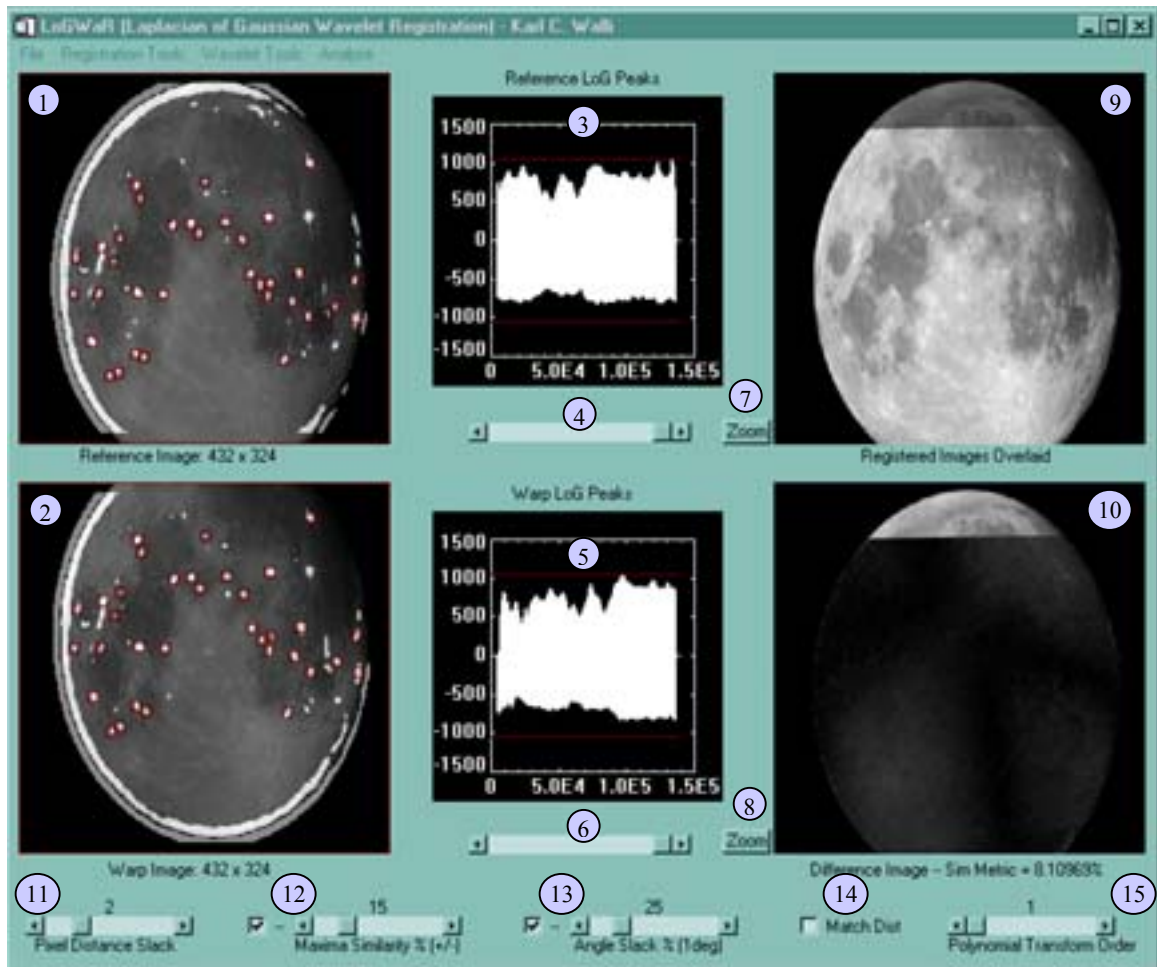 LoGWaR (Laplacian of Gaussian Wavelet Registration) - Karl C. Walli
File Registration Tools Wavelet Tools Analysis
1
Reference Image: 432 x 324
Reference LoG Peaks
3
1500
1000
500
0
-500
-1000
-1500
0 5.0E4 1.0E5 1.5E5
4
7
Zoom
9
Registered Images Overlaid
2
Warp Image: 432 x 324
Warp LoG Peaks
5
1500
1000
500
0
-500
-1000
-1500
0 5.0E4 1.0E5 1.5E5
6
8
Zoom
10
Difference Image - Sim Metric = 8.10969%
11
2
Pixel Distance Slack
12
15
Maxima Similarity % (+/-)
13
25
Angle Slack % (1deg)
14
Match Dist
15
1
Polynomial Transform Order